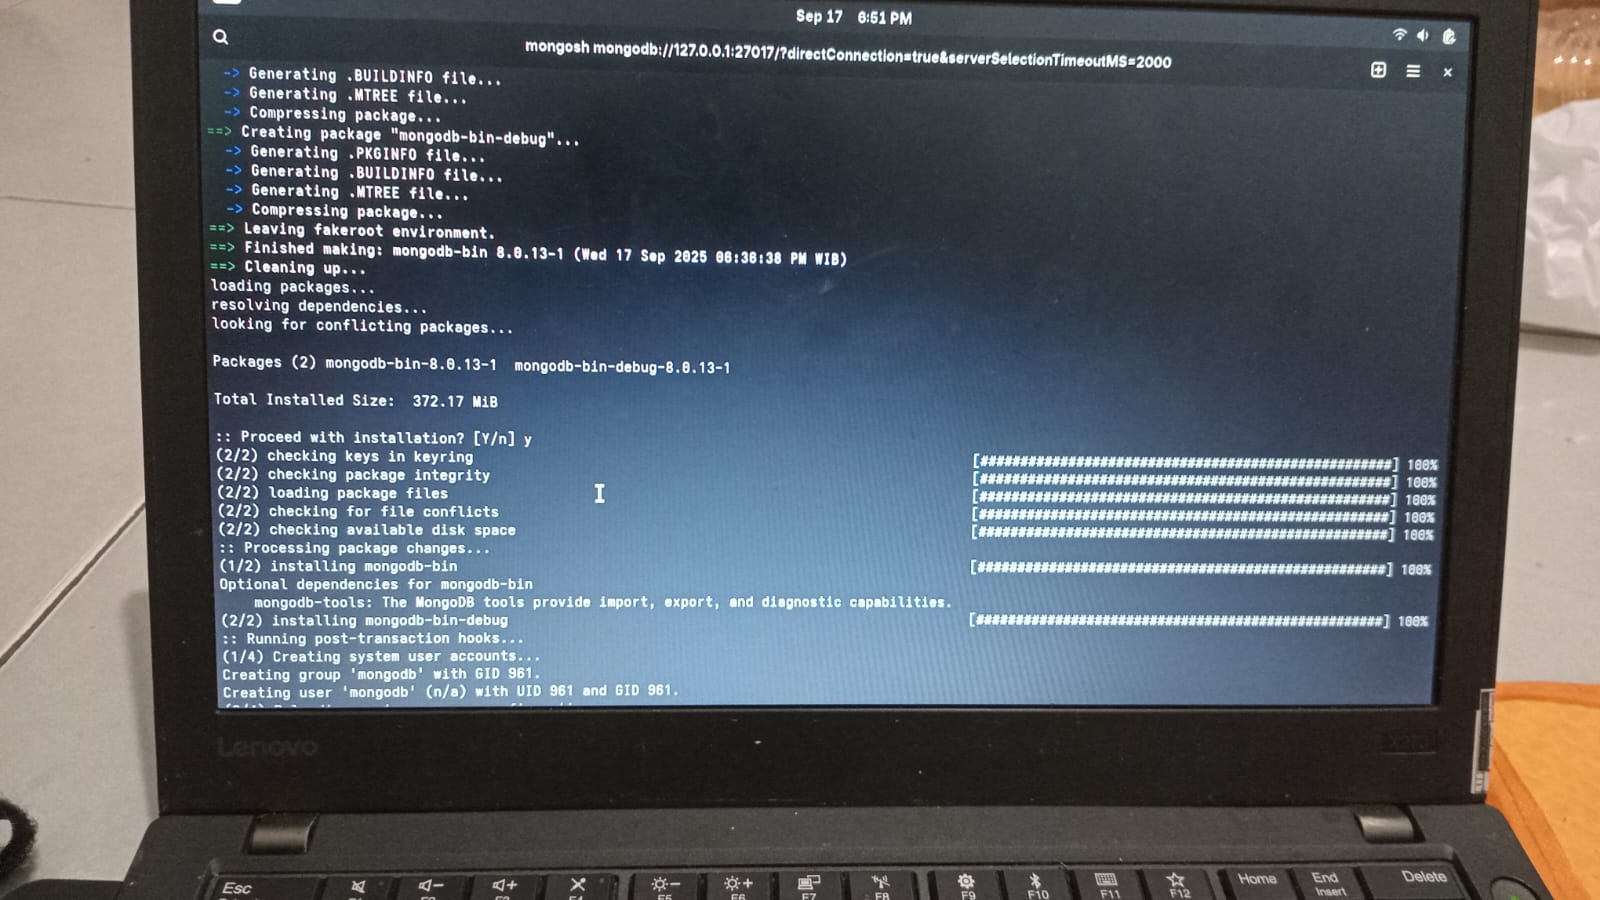 Sep 17 6:51 PM
mongosh mongodb://127.0.0.1:27017/?directConnection=true&serverSelectionTimeoutMS=2000
-> Generating .BUILDINFO file...
-> Generating .MTREE file...
-> Compressing package...
==> Creating package "mongodb-bin-debug"...
-> Generating .PKGINFO file...
-> Generating .BUILDINFO file...
-> Generating .MTREE file...
-> Compressing package...
==> Leaving fakeroot environment.
==> Finished making: mongodb-bin 8.0.13-1 (Wed 17 Sep 2025 06:36:38 PM WIB)
==> Cleaning up...
loading packages...
resolving dependencies...
looking for conflicting packages...
Packages (2) mongodb-bin-8.0.13-1 mongodb-bin-debug-8.0.13-1
Total Installed Size: 372.17 MiB
:: Proceed with installation? [Y/n] y
(2/2) checking keys in keyring [####################################################] 100%
(2/2) checking package integrity [####################################################] 100%
(2/2) loading package files [####################################################] 100%
(2/2) checking for file conflicts [####################################################] 100%
(2/2) checking available disk space [####################################################] 100%
:: Processing package changes...
(1/2) installing mongodb-bin [####################################################] 100%
Optional dependencies for mongodb-bin
mongodb-tools: The MongoDB tools provide import, export, and diagnostic capabilities.
(2/2) installing mongodb-bin-debug [####################################################] 100%
:: Running post-transaction hooks...
(1/4) Creating system user accounts...
Creating group 'mongodb' with GID 961.
Creating user 'mongodb' (n/a) with UID 961 and GID 961.
Lenovo
Esc
F9 F10 F11 F12
Home
End
Insert
Delete